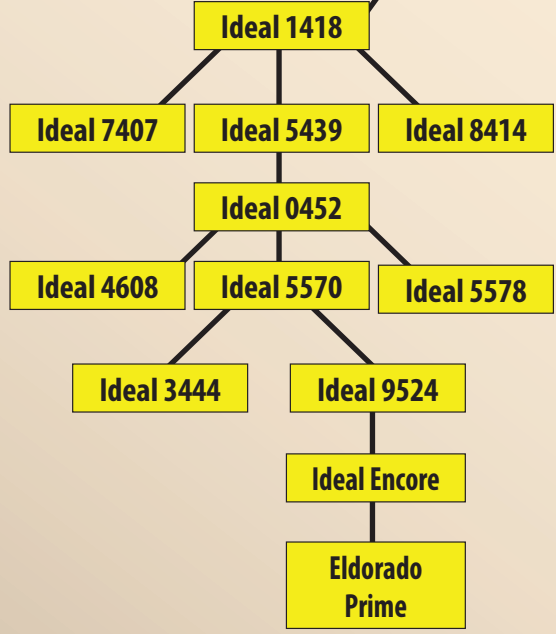 Ideal 1418
Ideal 7407
Ideal 5439
Ideal 8414
Ideal 0452
Ideal 4608
Ideal 5570
Ideal 5578
Ideal 3444
Ideal 9524
Ideal Encore
Eldorado
Prime